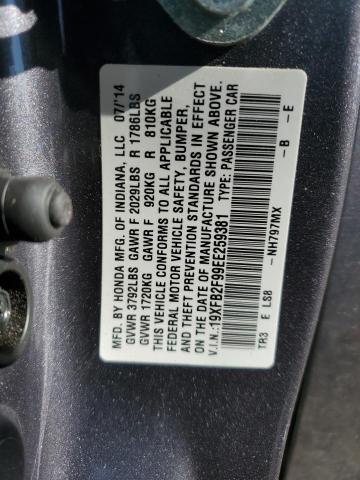 MFD. BY HONDA MFG. OF INDIANA, LLC 07/'14
GVWR 3792LBS GAWR F 2029LBS R 1786LBS
GVWR 1720KG GAWR F 920KG R 810KG
THIS VEHICLE CONFORMS TO ALL APPLICABLE
FEDERAL MOTOR VEHICLE SAFETY, BUMPER,
AND THEFT PREVENTION STANDARDS IN EFFECT
ON THE DATE OF MANUFACTURE SHOWN ABOVE.
V.I.N.:19XFB2F99EE259381 TYPE: PASSENGER CAR
NH797MX -B -E
TR3 E LS8